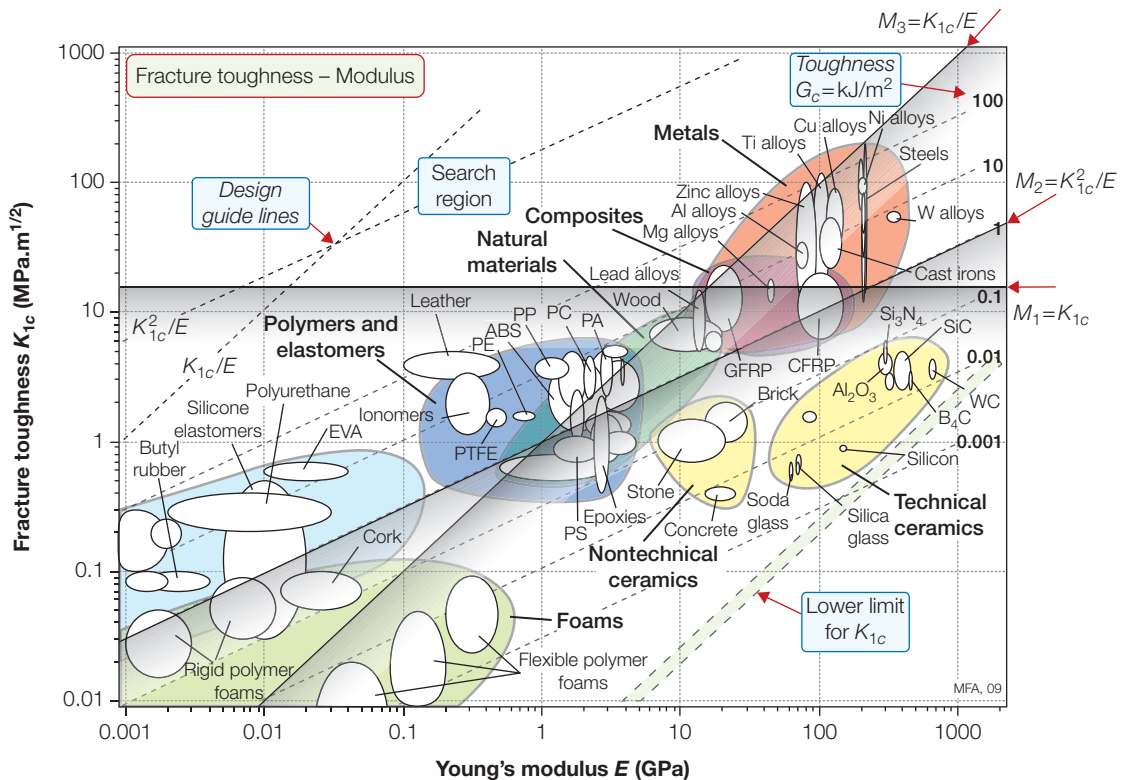 M3=K1c/E
1000
Fracture toughness – Modulus
Toughness
Gc=kJ/m2
100
Ni alloys
Cu alloys
Metals
Ti alloys
Steels
100
Design
guide lines
Search
region
10
M2=K1c2/E
Zinc alloys
Al alloys
W alloys
Composites
Mg alloys
1
Natural
materials
Lead alloys
Cast irons
0.1
M1=K1c
Leather
Wood
10
K1c2/E
Polymers and
elastomers
PP
PC
PA
ABS
PE
Si3N4
SiC
K1c/E
GFRP
CFRP
0.01
Al2O3
WC
Polyurethane
Ionomers
Brick
B4C
Silicone
elastomers
1
0.001
EVA
PTFE
Silicon
Butyl
rubber
Stone
Epoxies
PS
Concrete
Soda
glass
Silica
glass
Technical
ceramics
Nontechnical
ceramics
Cork
0.1
Foams
Lower limit
for K1c
Rigid polymer
foams
Flexible polymer
foams
MFA, 09
0.01
0.001
0.01
0.1
1
10
100
1000
Young's modulus E (GPa)
Fracture toughness K1c (MPa.m1/2)